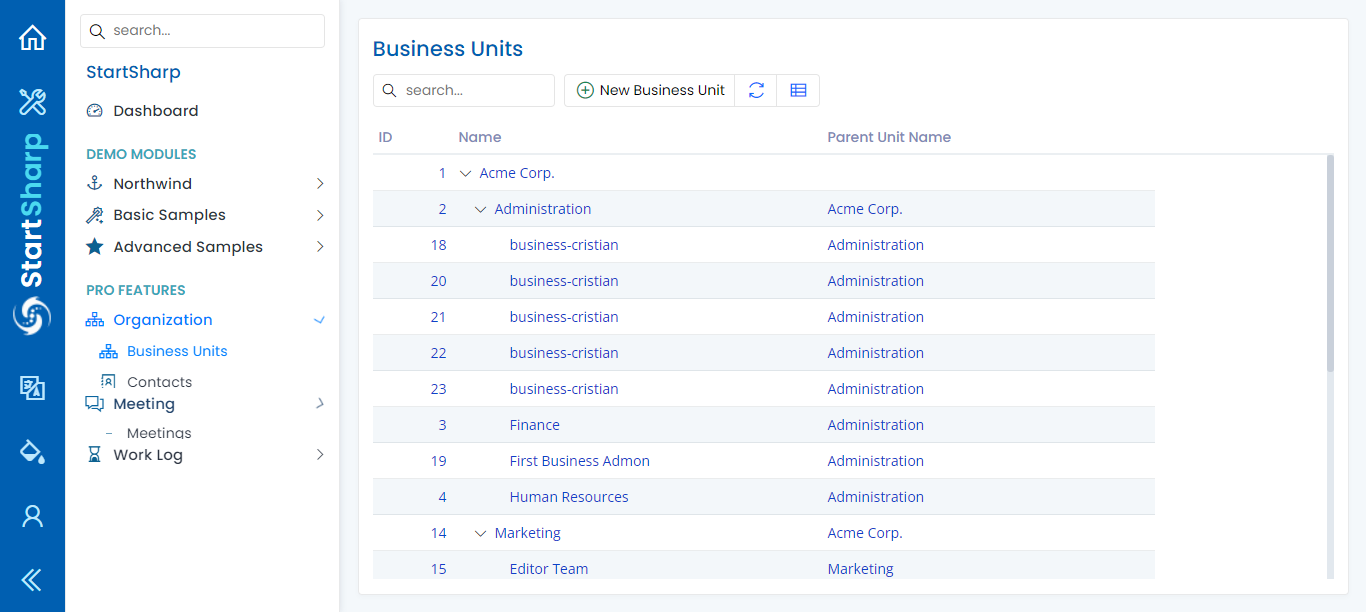 StartSharp
search...
StartSharp
Dashboard
DEMO MODULES
Northwind
Basic Samples
Advanced Samples
PRO FEATURES
Organization
Business Units
Contacts
Meeting
Meetings
Work Log
Business Units
search... New Business Unit
ID Name Parent Unit Name
1 Acme Corp.
2 Administration Acme Corp.
18 business-cristian Administration
20 business-cristian Administration
21 business-cristian Administration
22 business-cristian Administration
23 business-cristian Administration
3 Finance Administration
19 First Business Admon Administration
4 Human Resources Administration
14 Marketing Acme Corp.
15 Editor Team Marketing